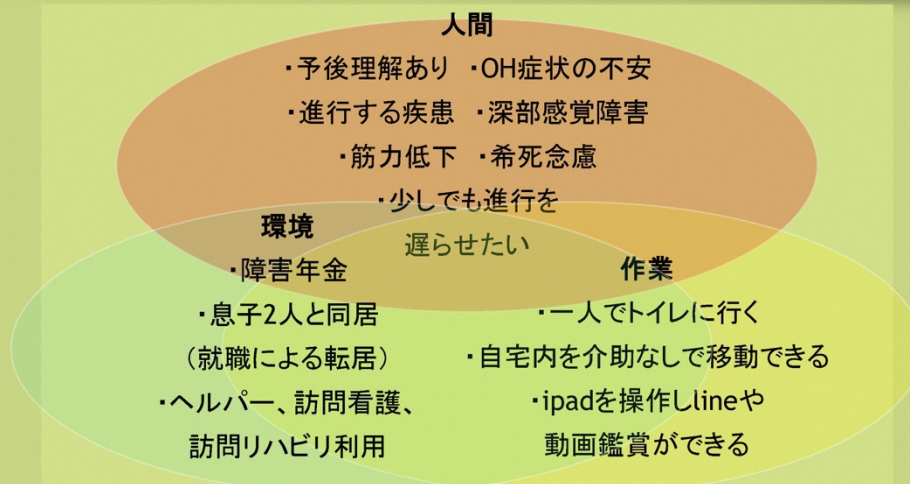 人間
・予後理解あり ・OH症状の不安
・進行する疾患 ・深部感覚障害
・筋力低下 ・希死念慮
・少しでも進行を
遅らせたい
環境
・障害年金
・息子2人と同居
（就職による転居）
・ヘルパー、訪問看護、
訪問リハビリ利用
作業
・一人でトイレに行く
・自宅内を介助なしで移動できる
・ipadを操作しlineや
動画鑑賞ができる